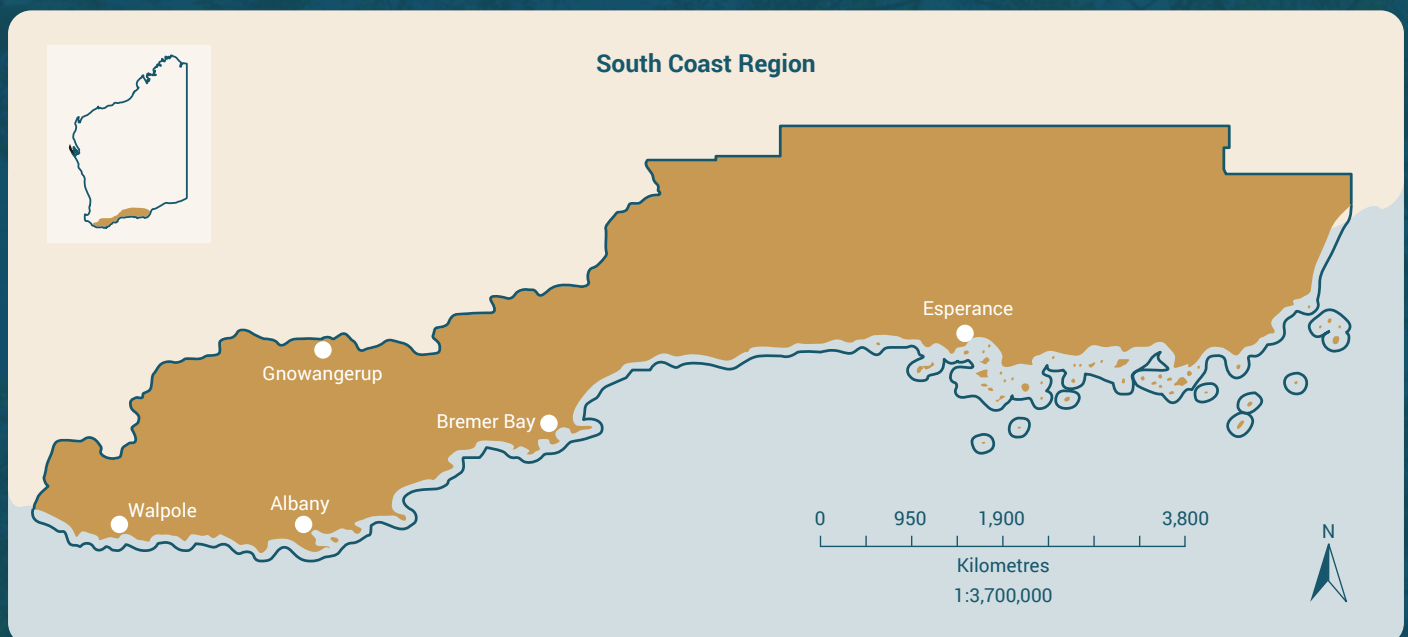 South Coast Region
Esperance
Gnowangerup
Bremer Bay
Walpole
Albany
0 950 1,900 3,800
Kilometres
1:3,700,000
N